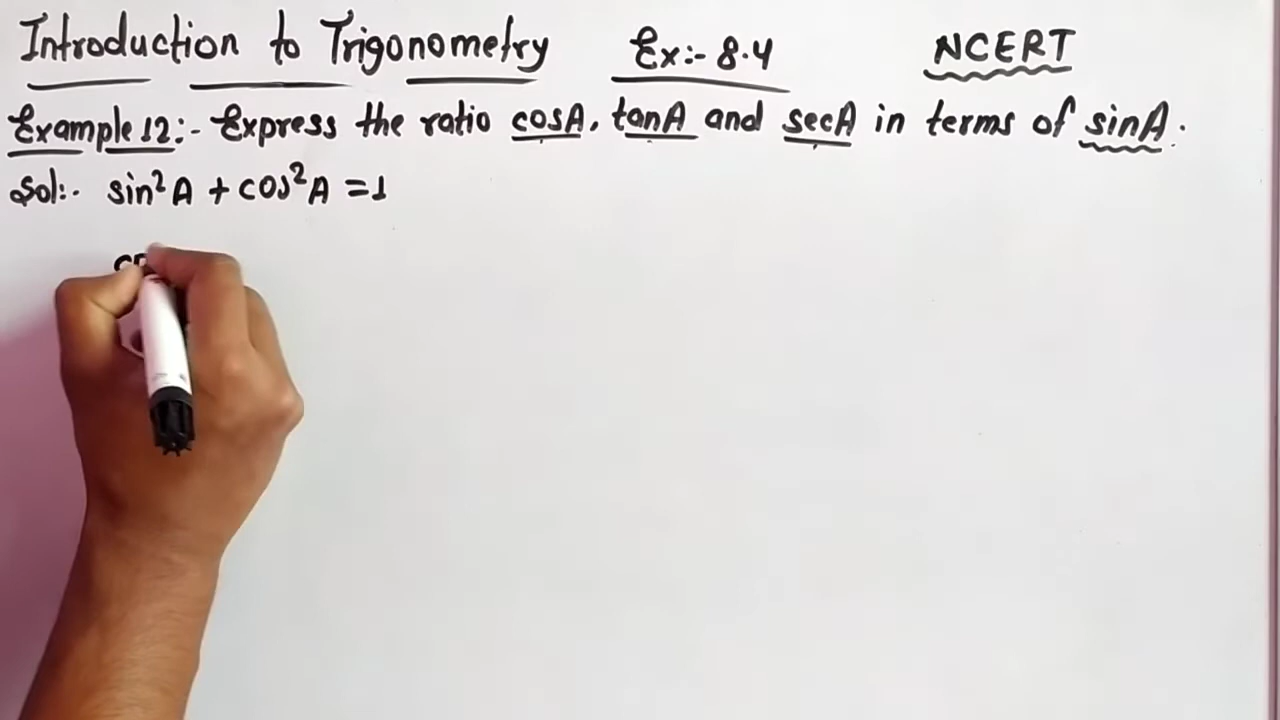 Introduction to Trigonometry Ex:- 8.4 NCERT
Example 12:- Express the ratio cosA, tanA and secA in terms of sinA.
Sol:- sin²A + cos²A = 1